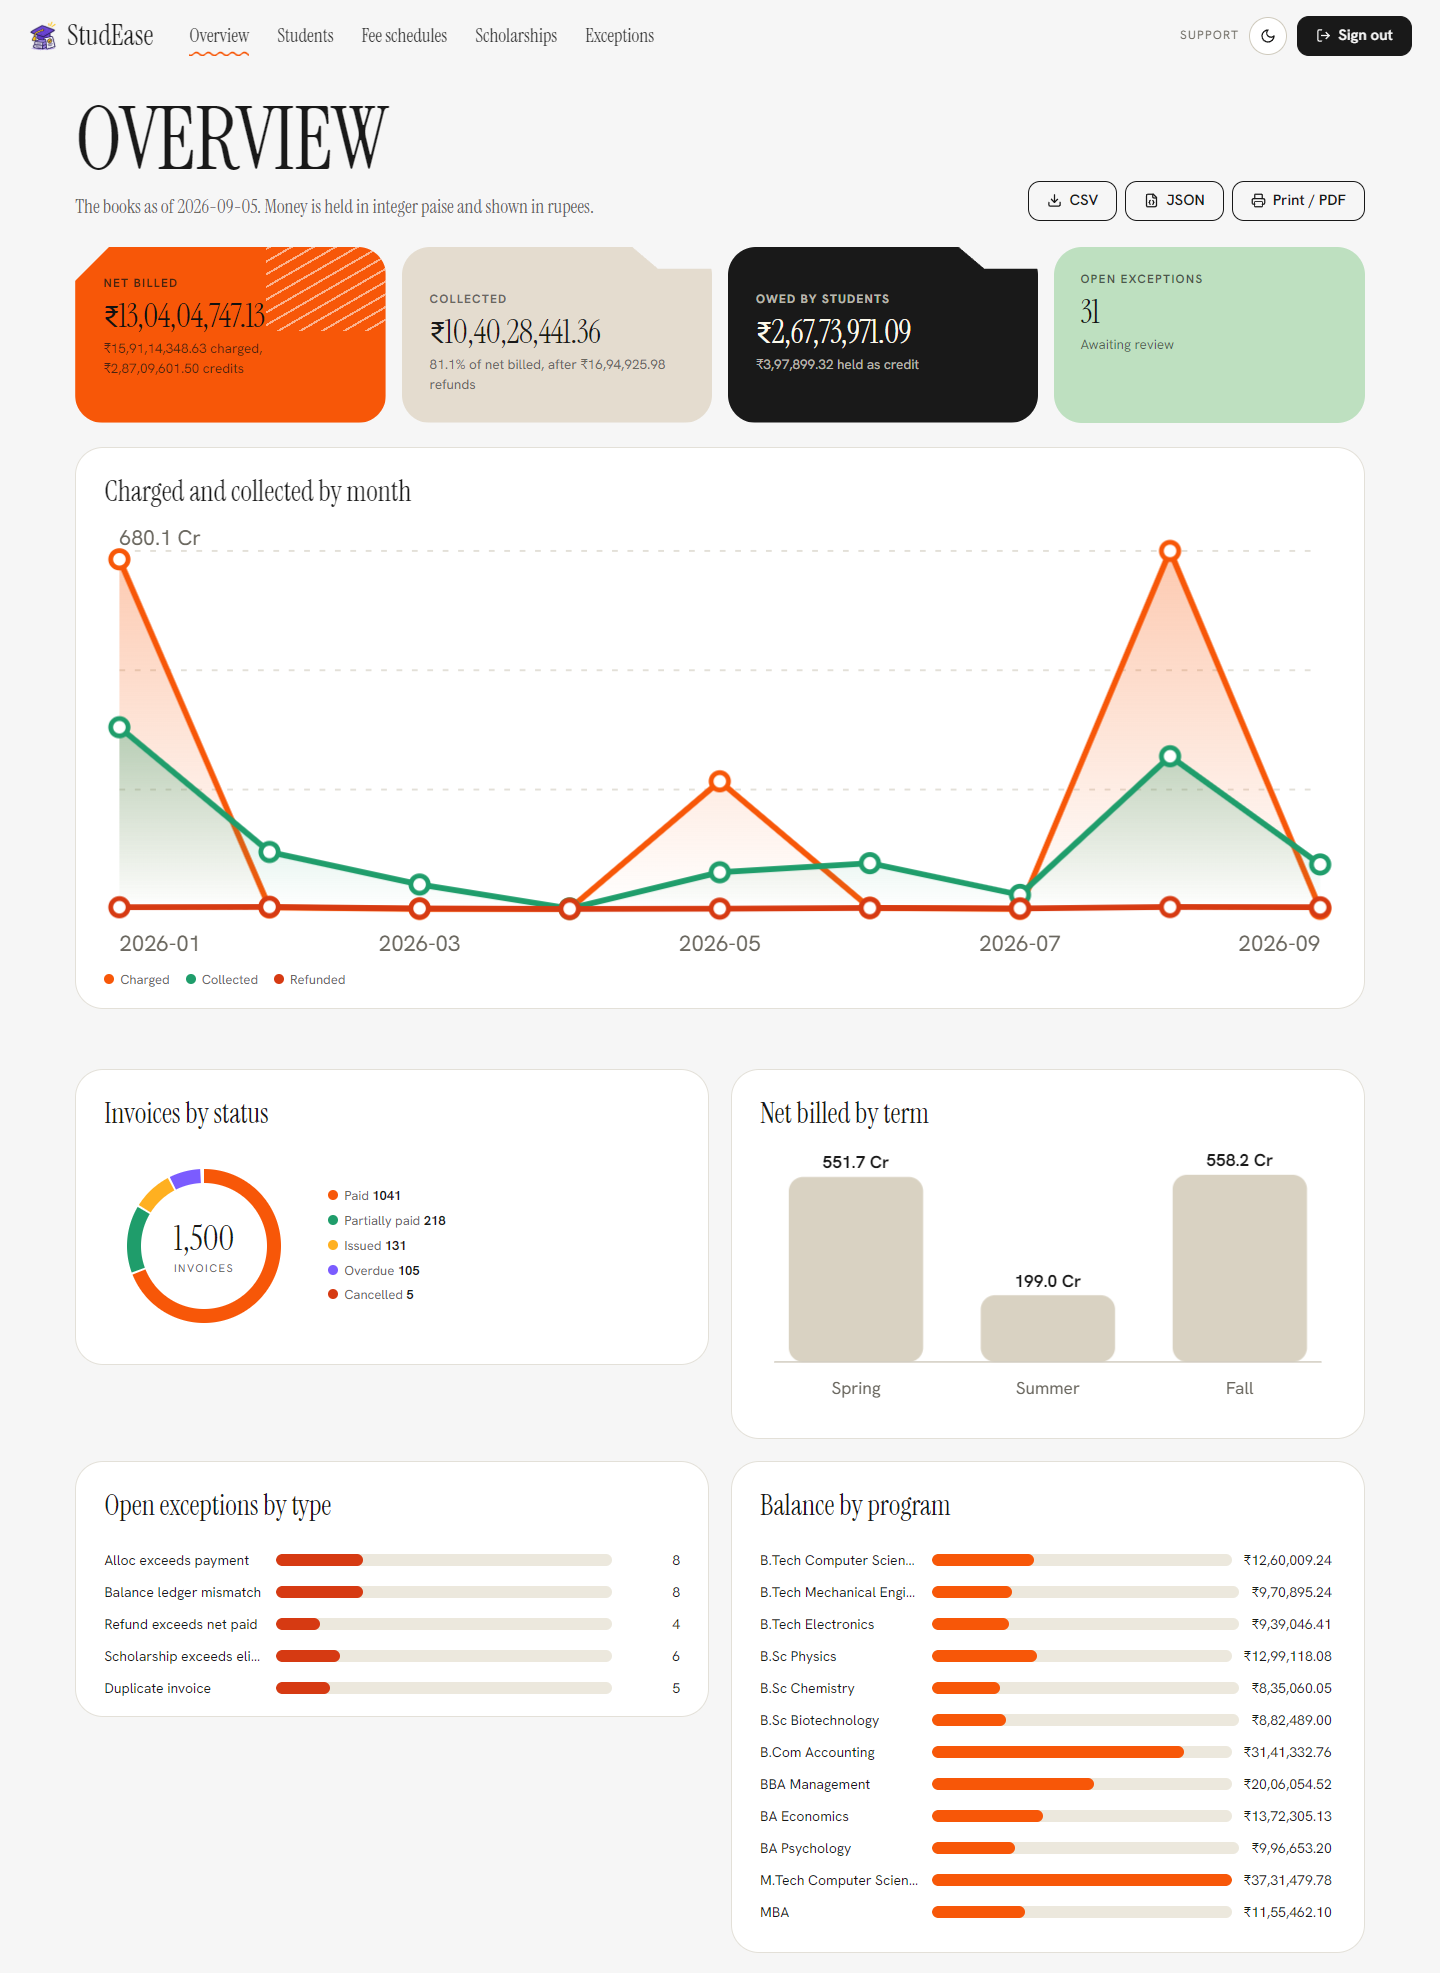 StudEase
Overview
Students
Fee schedules
Scholarships
Exceptions
SUPPORT
Sign out
OVERVIEW
The books as of 2026-09-05. Money is held in integer paise and shown in rupees.
CSV
JSON
Print / PDF
NET BILLED
₹13,04,04,747.13
₹15,91,14,348.63 charged,
₹2,87,09,601.50 credits
COLLECTED
₹10,40,28,441.36
81.1% of net billed, after ₹16,94,925.98
refunds
OWED BY STUDENTS
₹2,67,73,971.09
₹3,97,899.32 held as credit
OPEN EXCEPTIONS
31
Awaiting review
Charged and collected by month
680.1 Cr
2026-01
2026-03
2026-05
2026-07
2026-09
Charged
Collected
Refunded
Invoices by status
1,500
INVOICES
Paid 1041
Partially paid 218
Issued 131
Overdue 105
Cancelled 5
Net billed by term
551.7 Cr
199.0 Cr
558.2 Cr
Spring
Summer
Fall
Open exceptions by type
Alloc exceeds payment 8
Balance ledger mismatch 8
Refund exceeds net paid 4
Scholarship exceeds eli... 6
Duplicate invoice 5
Balance by program
B.Tech Computer Scien... ₹12,60,009.24
B.Tech Mechanical Engi... ₹9,70,895.24
B.Tech Electronics ₹9,39,046.41
B.Sc Physics ₹12,99,118.08
B.Sc Chemistry ₹8,35,060.05
B.Sc Biotechnology ₹8,82,489.00
B.Com Accounting ₹31,41,332.76
BBA Management ₹20,06,054.52
BA Economics ₹13,72,305.13
BA Psychology ₹9,96,653.20
M.Tech Computer Scien... ₹37,31,479.78
MBA ₹11,55,462.10